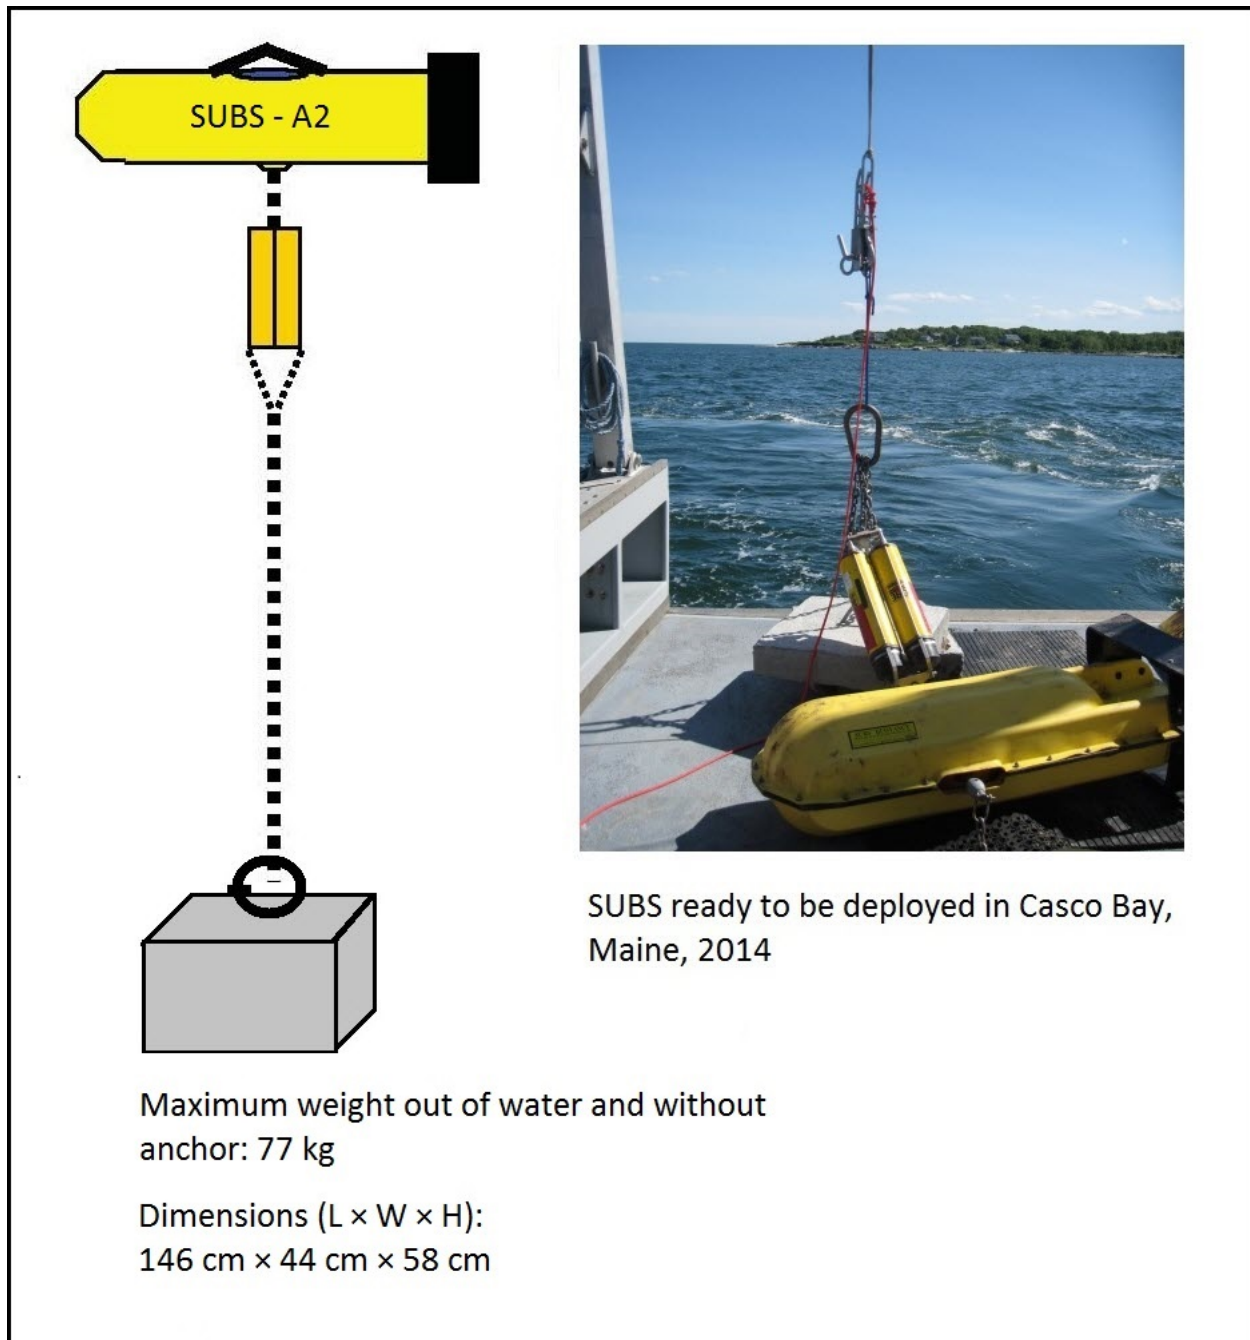 SUBS - A2
SUBS ready to be deployed in Casco Bay,
Maine, 2014
Maximum weight out of water and without
anchor: 77 kg
Dimensions (L × W × H):
146 cm × 44 cm × 58 cm